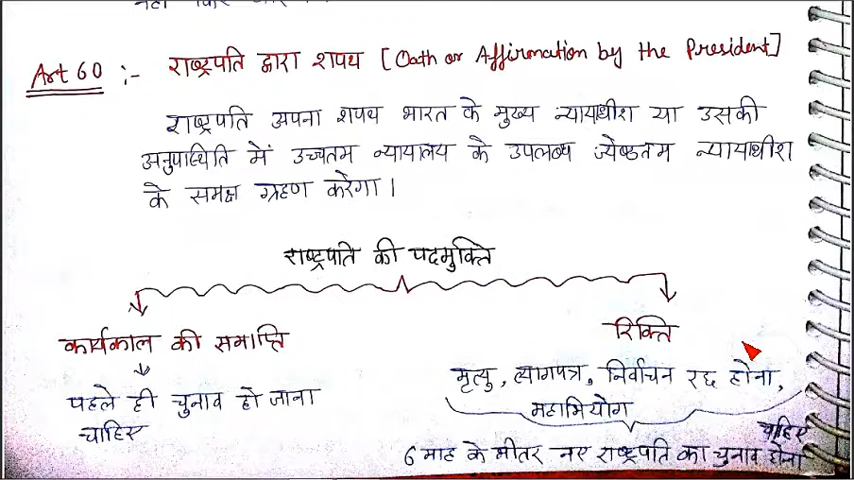 Art 60 :- राष्ट्रपति द्वारा शपथ [Oath or Affirmation by the President]
राष्ट्रपति अपना शपथ भारत के मुख्य न्यायाधीश या उसकी
अनुपस्थिति में उच्चतम न्यायालय के उपलब्ध ज्येष्ठतम न्यायाधीश
के समक्ष ग्रहण करेगा।
राष्ट्रपति की पदमुक्ति
कार्यकाल की समाप्ति
पहले ही चुनाव हो जाना
चाहिए
रिक्ति
मृत्यु, त्यागपत्र, निर्वाचन रद्द होना,
महाभियोग
6 माह के भीतर नए राष्ट्रपति का चुनाव होना
चाहिए